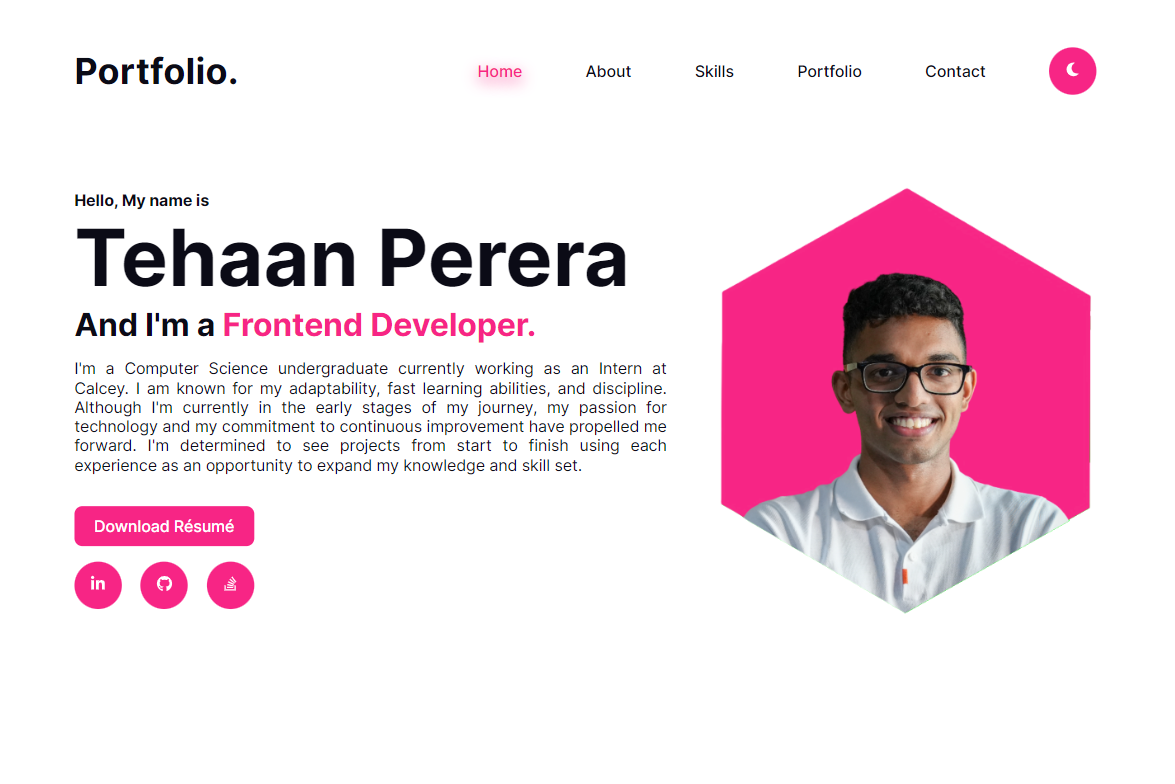 Portfolio.
Home
About
Skills
Portfolio
Contact
Hello, My name is
Tehaan Perera
And I'm a Frontend Developer.
I'm a Computer Science undergraduate currently working as an Intern at
Calcey. I am known for my adaptability, fast learning abilities, and discipline.
Although I'm currently in the early stages of my journey, my passion for
technology and my commitment to continuous improvement have propelled me
forward. I'm determined to see projects from start to finish using each
experience as an opportunity to expand my knowledge and skill set.
Download Résumé
in